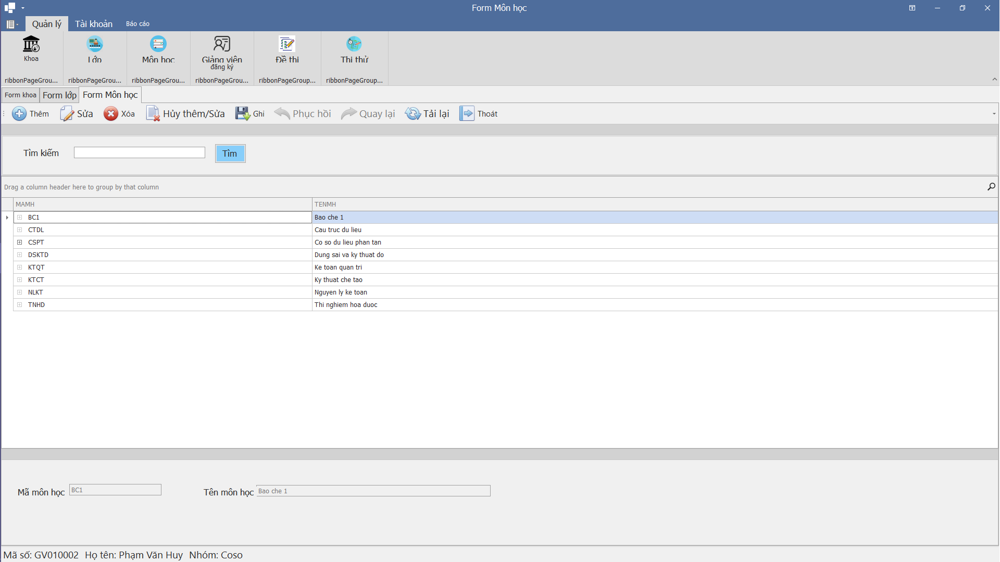 Form Môn học
Quản lý Tài khoản Báo cáo
Khoa Lớp Môn học Giảng viên đăng ký Đề thi Thi thử
ribbonPageGrou... ribbonPageGrou... ribbonPageGrou... ribbonPageGrou... ribbonPageGroup... ribbonPageGroup...
Form khoa Form lớp Form Môn học
Thêm Sửa Xóa Hủy thêm/Sửa Ghi Phục hồi Quay lại Tải lại Thoát
Tìm kiếm Tìm
Drag a column header here to group by that column
MAMH TENMH
BC1 Bao che 1
CTDL Cau truc du lieu
CSPT Co so du lieu phan tan
DSKTD Dung sai va ky thuat do
KTQT Ke toan quan tri
KTCT Ky thuat che tao
NLKT Nguyen ly ke toan
TNHD Thi nghiem hoa duoc
Mã môn học BC1 Tên môn học Bao che 1
Mã số: GV010002 Họ tên: Phạm Văn Huy Nhóm: Coso